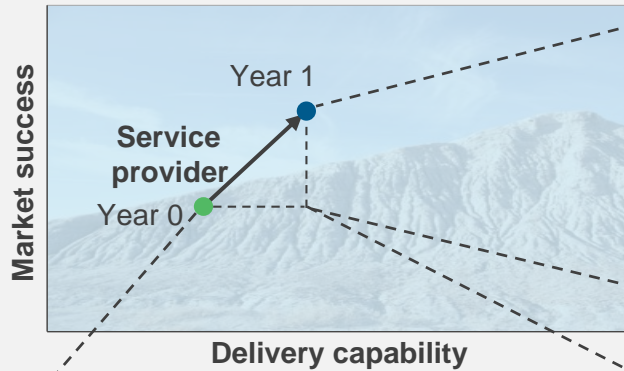 Market success
Year 1
Service
provider
Year 0
Delivery capability